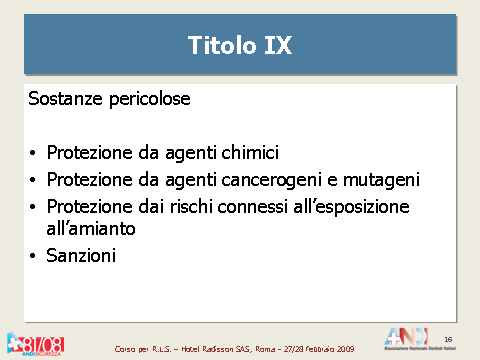 Titolo IX
Sostanze pericolose
• Protezione da agenti chimici
• Protezione da agenti cancerogeni e mutageni
• Protezione dai rischi connessi all'esposizione
all'amianto
• Sanzioni
81/08
ANDISICUREZZA
Corso per R.L.S. – Hotel Radisson SAS, Roma – 27/28 febbraio 2009
ANDI
Associazione Nazionale Dentisti Italiani
16